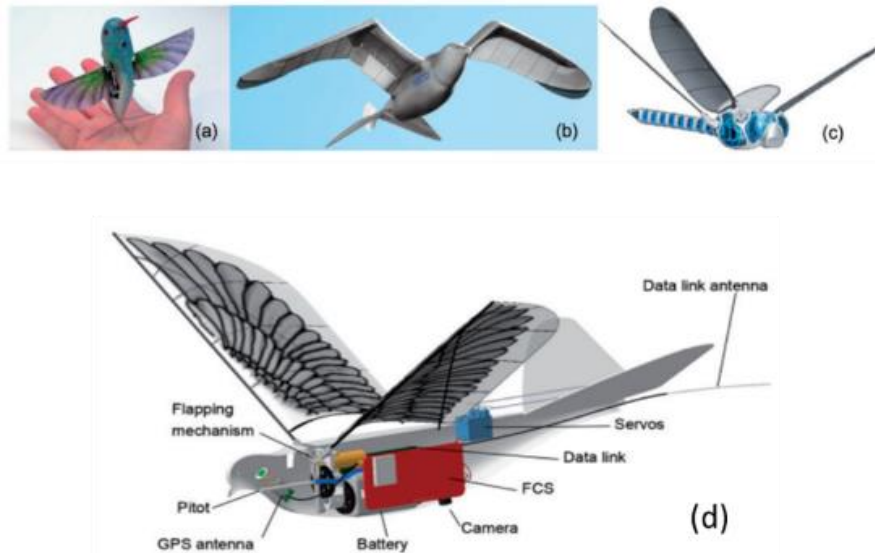 (a)
(b)
(c)
Data link antenna
Flapping
mechanism
Servos
Data link
FCS
Pitot
Camera
GPS antenna
Battery
(d)